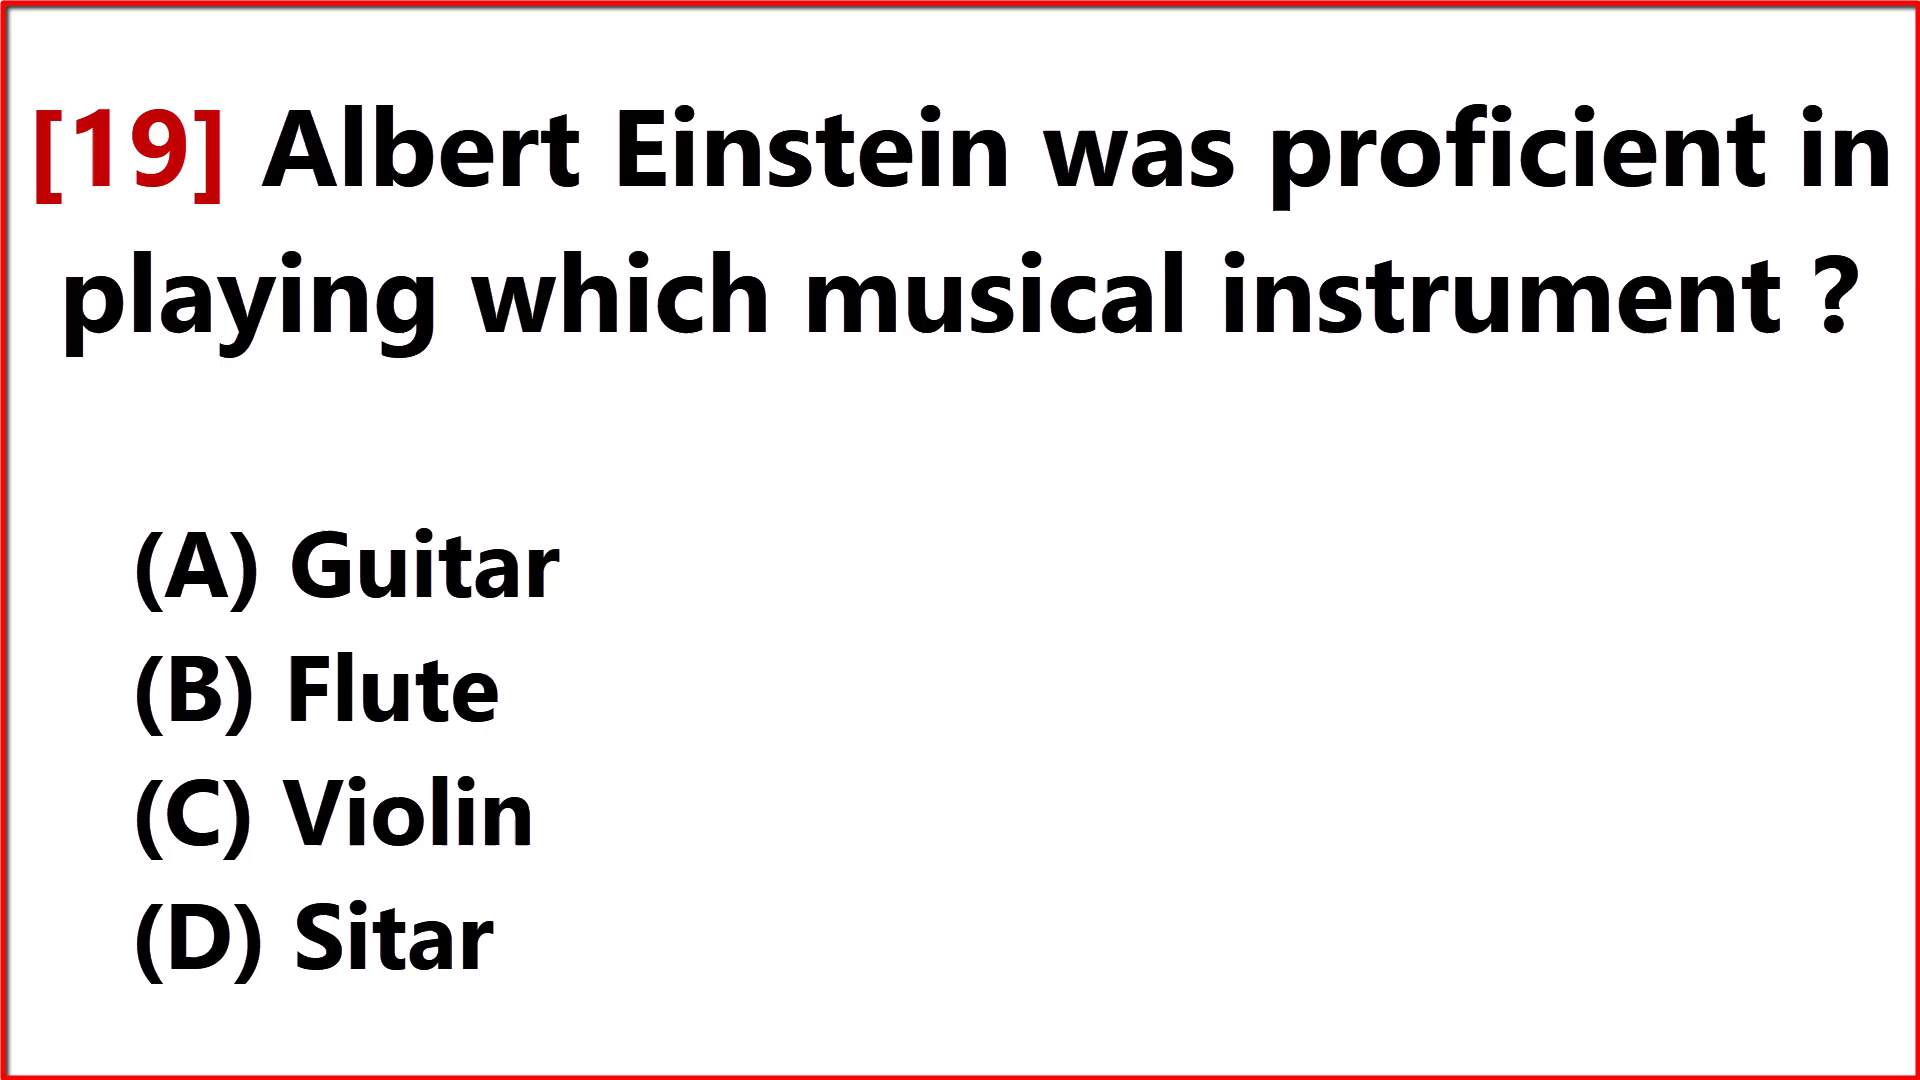 [19] Albert Einstein was proficient in
playing which musical instrument ?
(A) Guitar
(B) Flute
(C) Violin
(D) Sitar